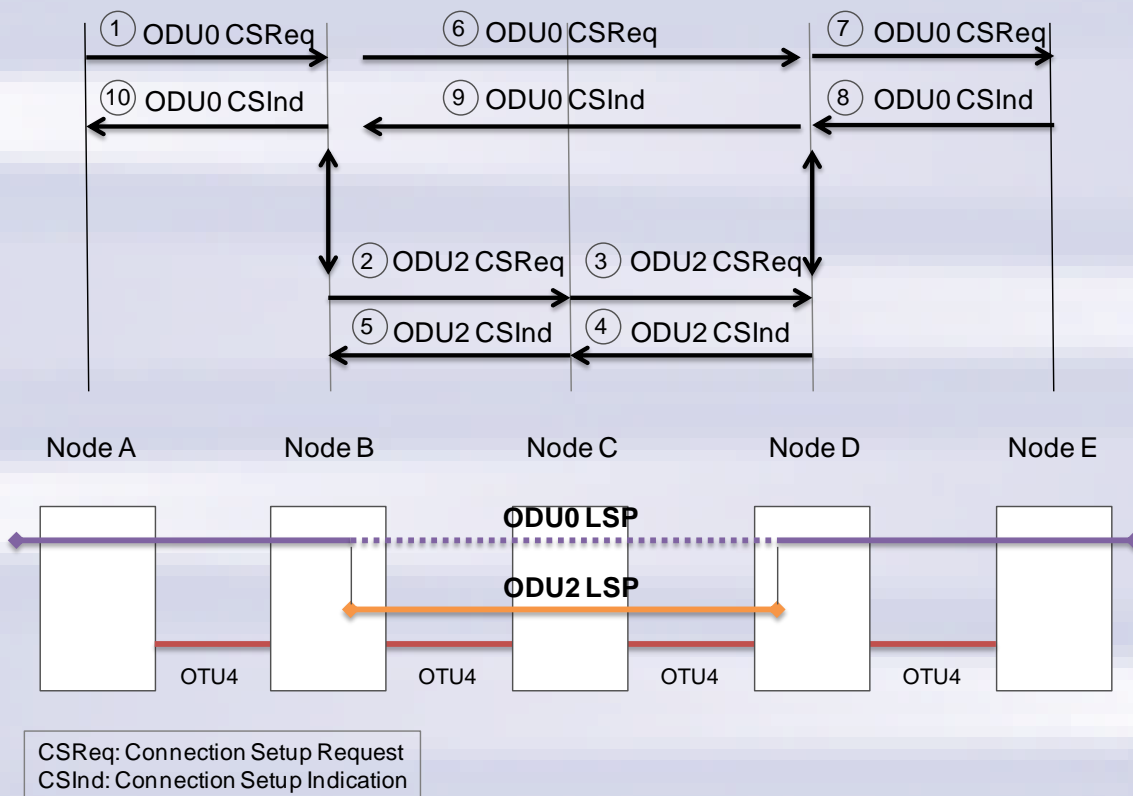 1 ODU0 CSReq
6 ODU0 CSReq
7 ODU0 CSReq
10 ODU0 CSInd
9 ODU0 CSInd
8 ODU0 CSInd
2 ODU2 CSReq
3 ODU2 CSReq
5 ODU2 CSInd
4 ODU2 CSInd
Node A
Node B
Node C
Node D
Node E
ODU0 LSP
ODU2 LSP
OTU4
OTU4
OTU4
OTU4
CSReq: Connection Setup Request
CSInd: Connection Setup Indication